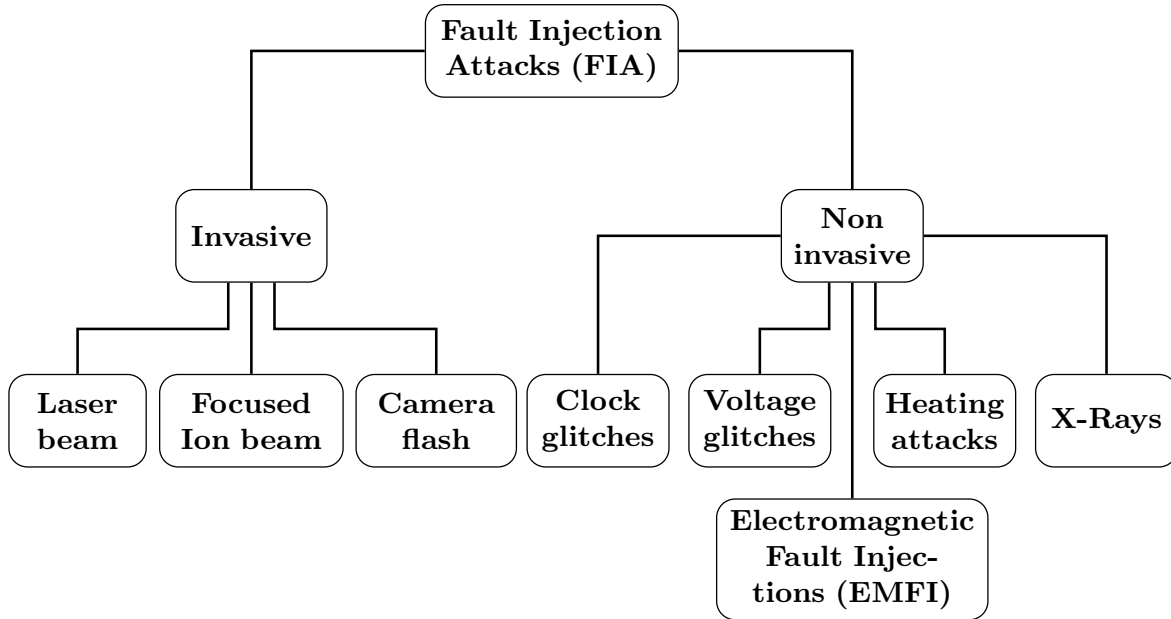 Fault Injection
Attacks (FIA)
Invasive
Non
invasive
Laser
beam
Focused
Ion beam
Camera
flash
Clock
glitches
Voltage
glitches
Heating
attacks
X-Rays
Electromagnetic
Fault Injec-
tions (EMFI)